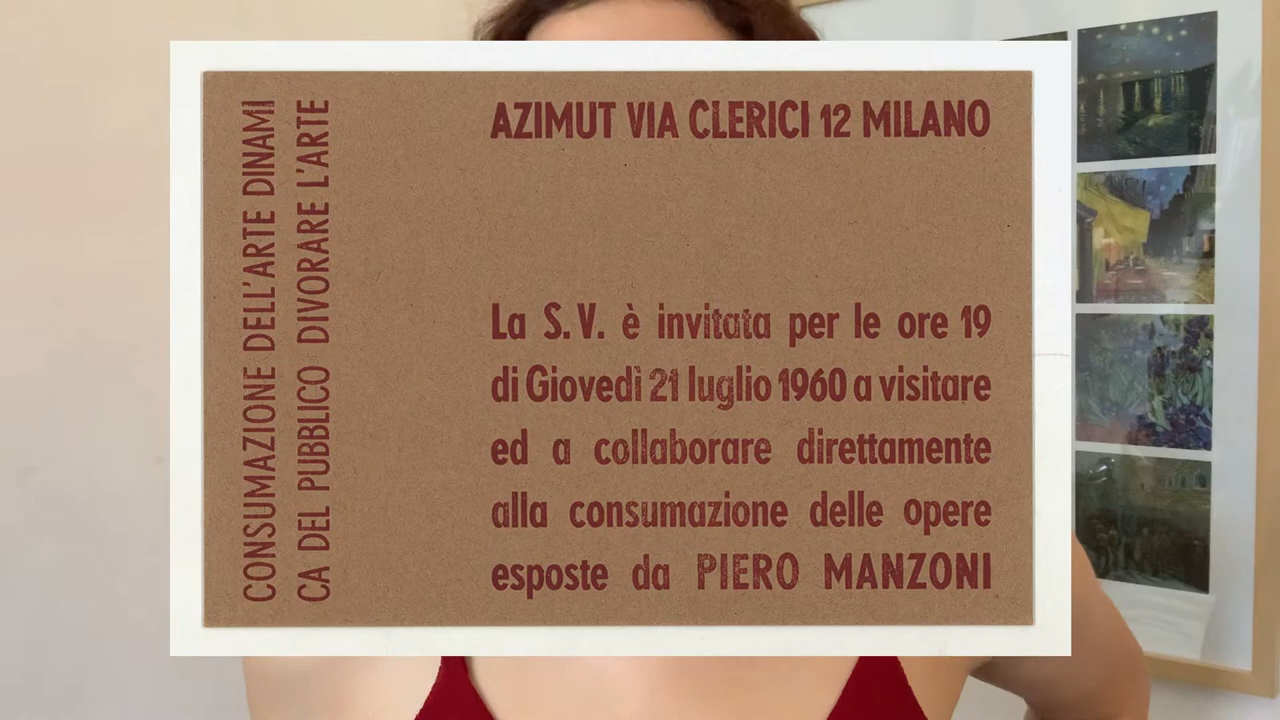 CONSUMAZIONE DELL'ARTE DINAMI
CA DEL PUBBLICO DIVORARE L'ARTE
AZIMUT VIA CLERICI 12 MILANO
La S. V. è invitata per le ore 19
di Giovedì 21 luglio 1960 a visitare
ed a collaborare direttamente
alla consumazione delle opere
esposte da PIERO MANZONI